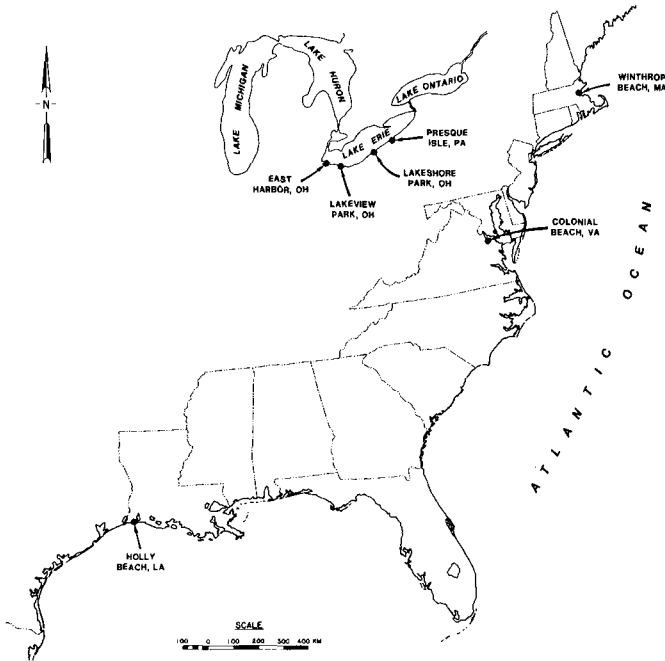 LAKE MICHIGAN
LAKE HURON
LAKE ONTARIO
LAKE ERIE
N
WINTHROP
BEACH, MA
PRESQUE
ISLE, PA
LAKESHORE
PARK, OH
EAST
HARBOR, OH
LAKEVIEW
PARK, OH
COLONIAL
BEACH, VA
ATLANTIC OCEAN
HOLLY
BEACH, LA
SCALE
100 0 100 200 300 400 KM